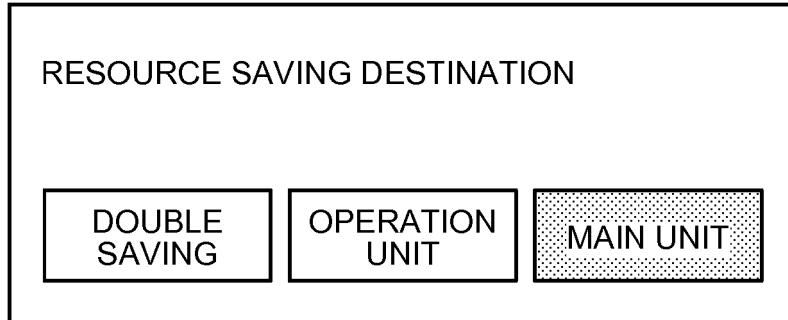 RESOURCE SAVING DESTINATION
DOUBLE
SAVING
OPERATION
UNIT
MAIN UNIT